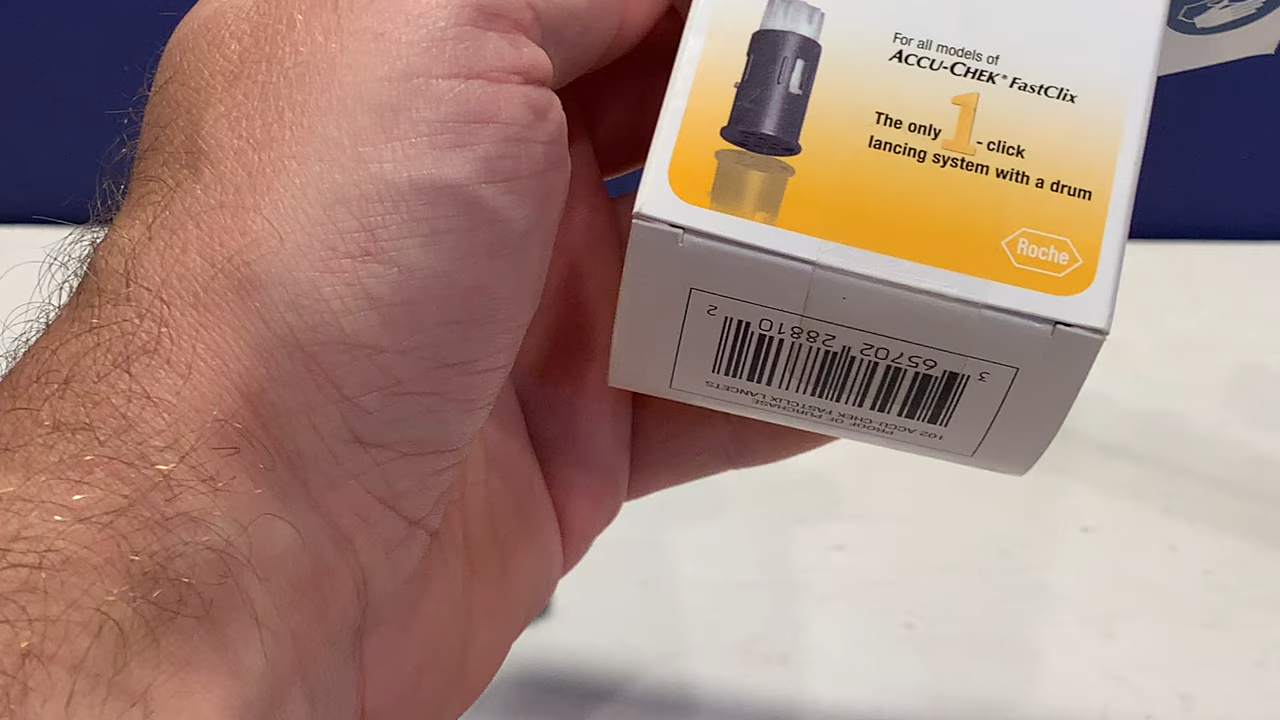 For all models of
ACCU-CHEK® FastClix
The only 1-click
lancing system with a drum
Roche
3 65702 28810 2
PROOF OF PURCHASE
102 ACCU-CHEK FASTCLIX LANCETS